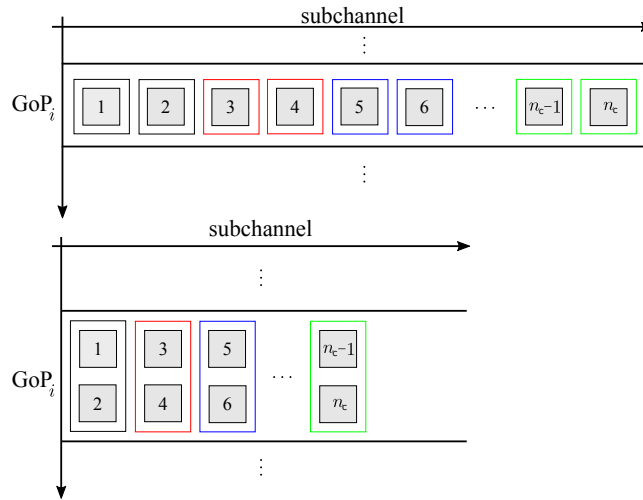 subchannel
⋮
GoP_i
1 2 3 4 5 6 ⋯ n_c-1 n_c
⋮
subchannel
⋮
1 3 5 n_c-1
GoP_i ⋯
2 4 6 n_c
⋮